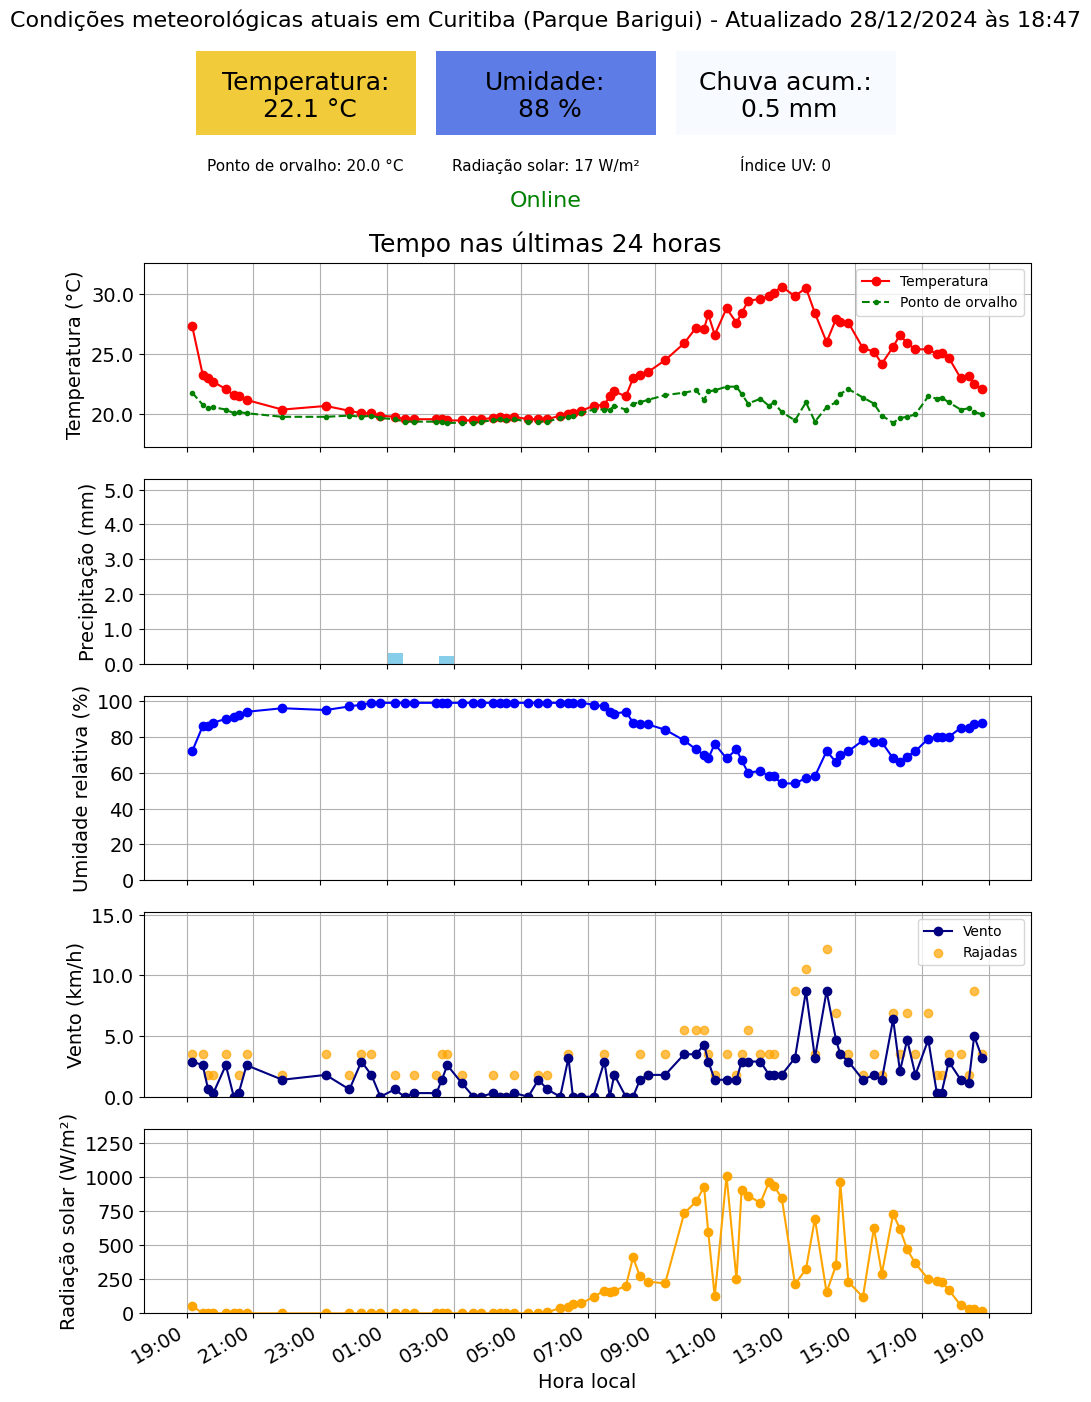 Condições meteorológicas atuais em Curitiba (Parque Barigui) - Atualizado 28/12/2024 às 18:47
Temperatura:
22.1 °C
Umidade:
88 %
Chuva acum.:
0.5 mm
Ponto de orvalho: 20.0 °C
Radiação solar: 17 W/m²
Índice UV: 0
Online
Tempo nas últimas 24 horas
Temperatura (°C)
30.0
25.0
20.0
Temperatura
Ponto de orvalho
Precipitação (mm)
5.0
4.0
3.0
2.0
1.0
0.0
Umidade relativa (%)
100
80
60
40
20
0
Vento (km/h)
15.0
10.0
5.0
0.0
Vento
Rajadas
Radiação solar (W/m²)
1250
1000
750
500
250
0
19:00
21:00
23:00
01:00
03:00
05:00
07:00
09:00
11:00
13:00
15:00
17:00
19:00
Hora local